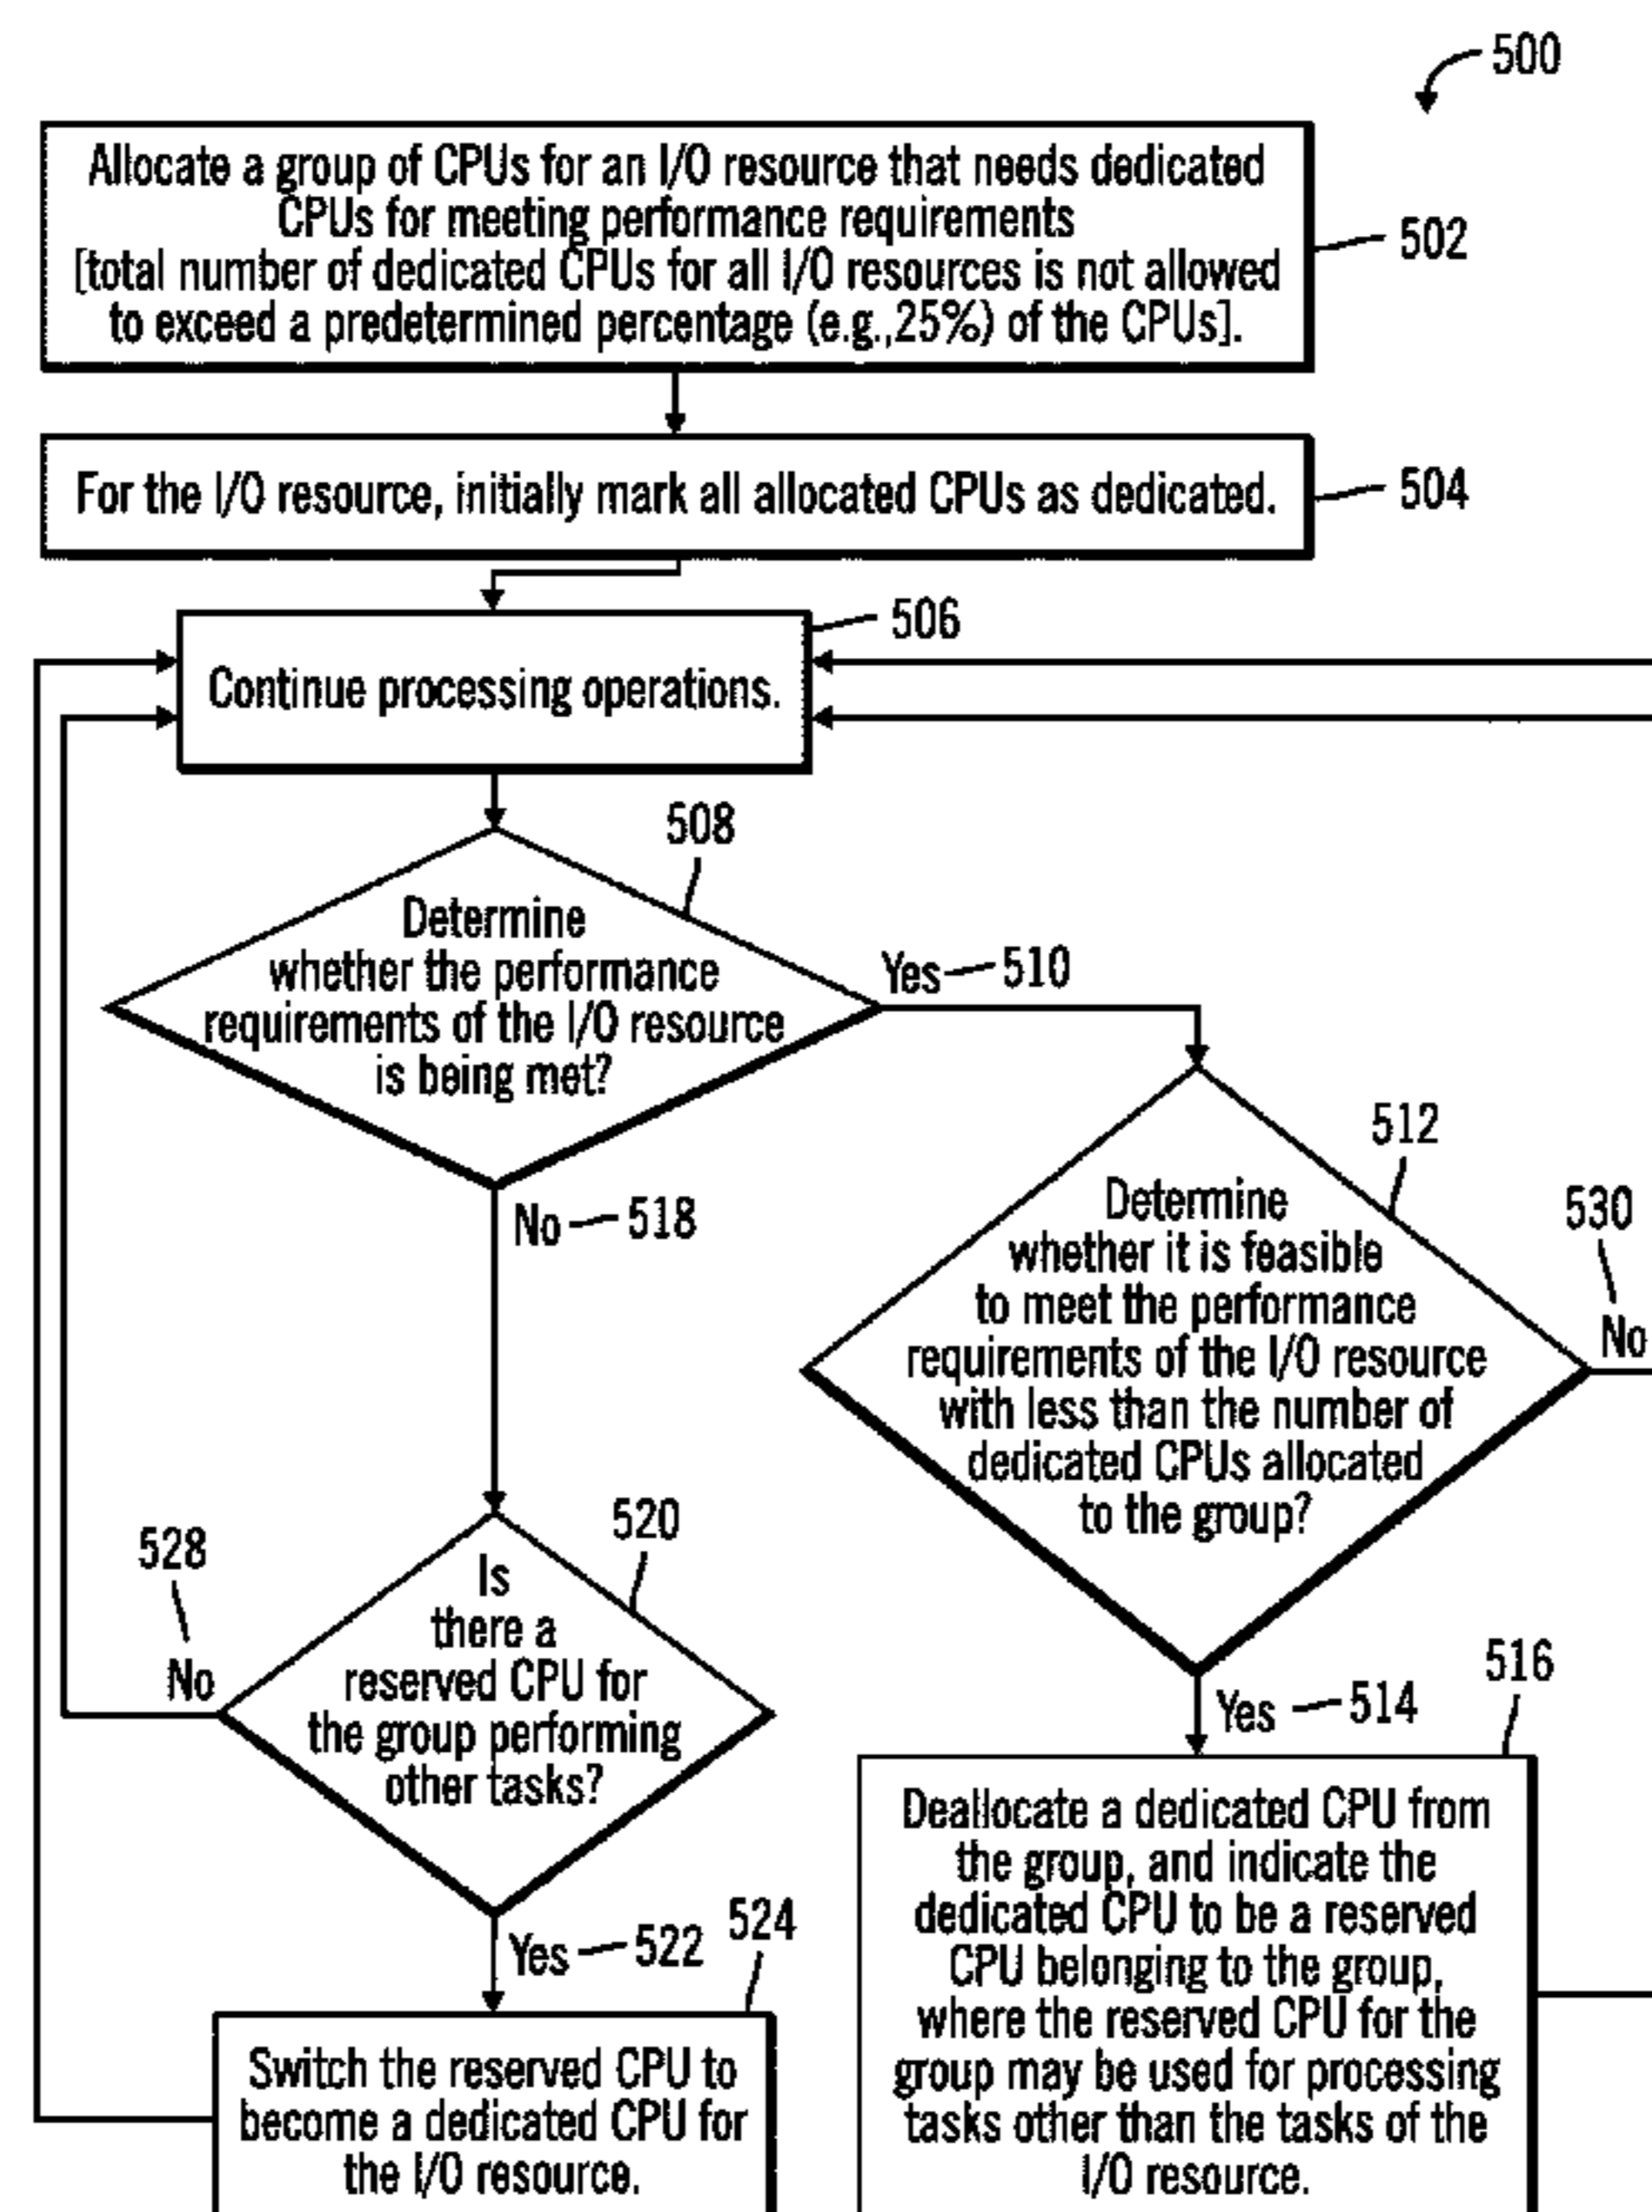 500
Allocate a group of CPUs for an I/O resource that needs dedicated
CPUs for meeting performance requirements
[total number of dedicated CPUs for all I/O resources is not allowed
to exceed a predetermined percentage (e.g.,25%) of the CPUs].
502
For the I/O resource, initially mark all allocated CPUs as dedicated.
504
506
Continue processing operations.
508
Determine
whether the performance
requirements of the I/O resource
is being met?
Yes 510
No 518
512
Determine
whether it is feasible
to meet the performance
requirements of the I/O resource
with less than the number of
dedicated CPUs allocated
to the group?
530
No
Yes 514
520
Is
there a
reserved CPU for
the group performing
other tasks?
528
No
Yes 522
524
Switch the reserved CPU to
become a dedicated CPU for
the I/O resource.
516
Deallocate a dedicated CPU from
the group, and indicate the
dedicated CPU to be a reserved
CPU belonging to the group,
where the reserved CPU for the
group may be used for processing
tasks other than the tasks of the
I/O resource.